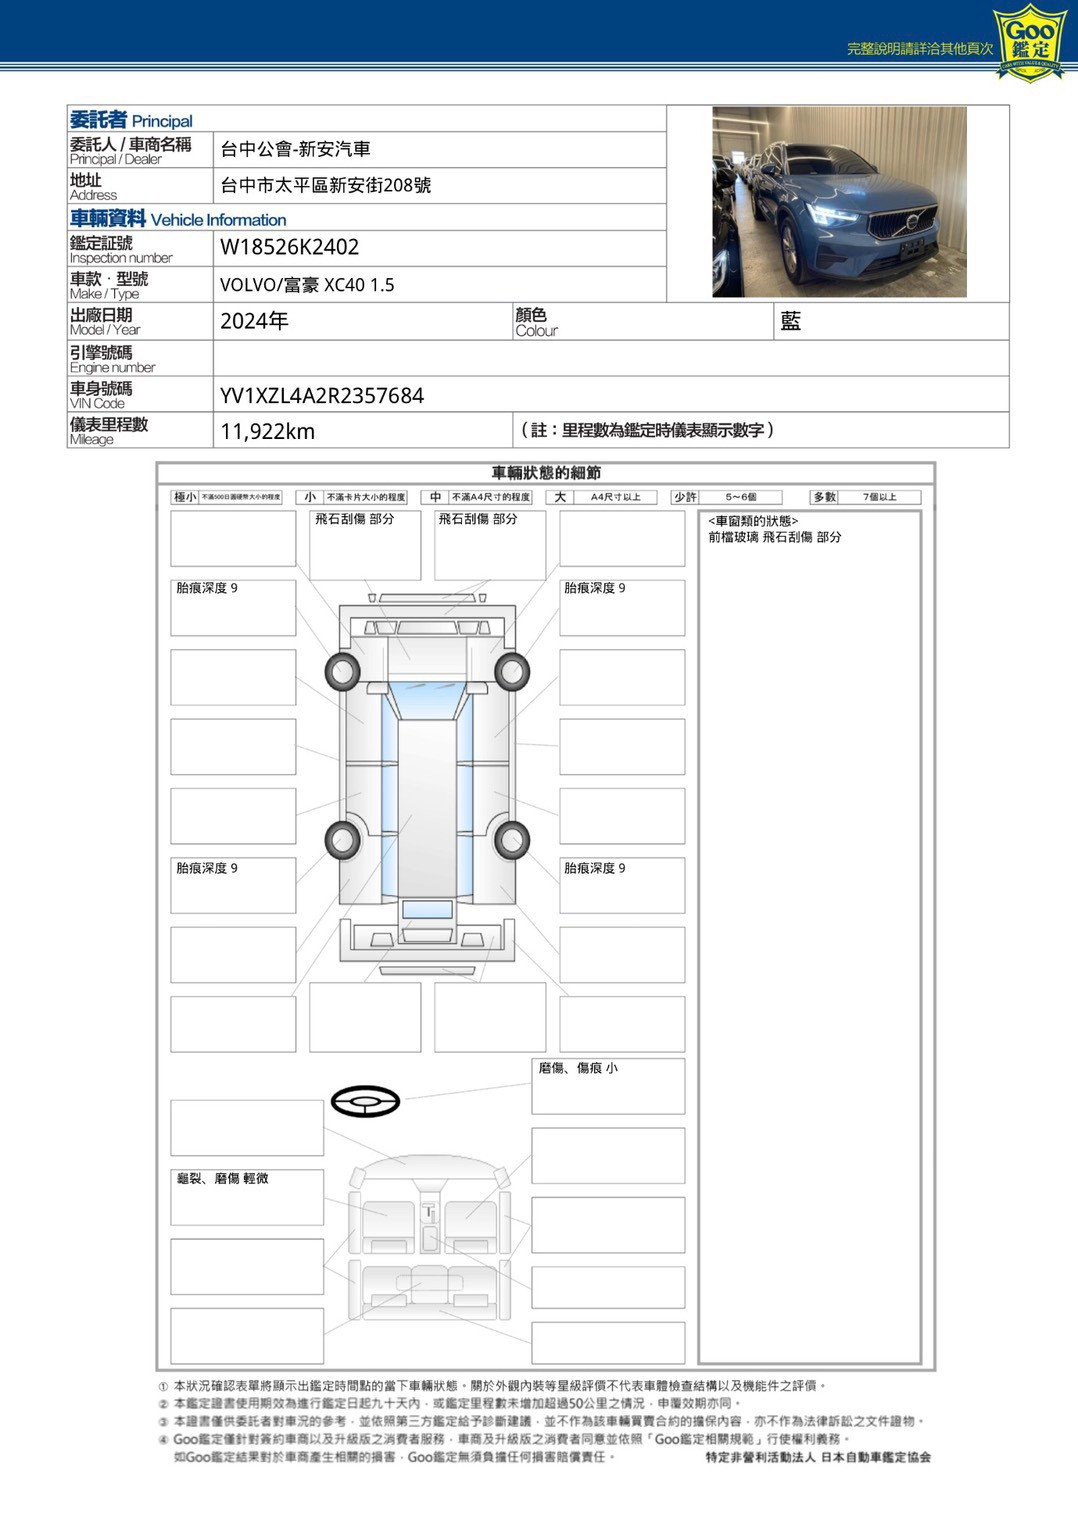 完整說明請詳洽其他頁次
Goo
鑑定
委託者 Principal
委託人 / 車商名稱
Principal / Dealer
台中公會-新安汽車
地址
Address
台中市太平區新安街208號
車輛資料 Vehicle Information
鑑定証號
Inspection number
W18526K2402
車款．型號
Make / Type
VOLVO/富豪 XC40 1.5
出廠日期
Model / Year
2024年
顏色
Colour
藍
引擎號碼
Engine number
車身號碼
VIN Code
YV1XZL4A2R2357684
儀表里程數
Mileage
11,922km
（註：里程數為鑑定時儀表顯示數字）
車輛狀態的細節
極小 不滿500日圓硬幣大小的程度 小 不滿卡片大小的程度 中 不滿A4尺寸的程度 大 A4尺寸以上 少許 5～6個 多數 7個以上
飛石刮傷 部分
飛石刮傷 部分
<車窗類的狀態>
前檔玻璃 飛石刮傷 部分
胎痕深度 9
胎痕深度 9
胎痕深度 9
胎痕深度 9
磨傷、傷痕 小
龜裂、磨傷 輕微
① 本狀況確認表單將顯示出鑑定時間點的當下車輛狀態。關於外觀內裝等星級評價不代表車體檢查結構以及機能件之評價。
② 本鑑定證書使用期效為進行鑑定日起九十天內，或鑑定里程數未增加超過50公里之情況，申覆效期亦同。
③ 本證書僅供委託者對車況的參考，並依照第三方鑑定給予診斷建議，並不作為該車輛買賣合約的擔保內容，亦不作為法律訴訟之文件證物。
④ Goo鑑定僅針對簽約車商以及升級版之消費者服務，車商及升級版之消費者同意並依照「Goo鑑定相關規範」行使權利義務。
如Goo鑑定結果對於車商產生相關的損害，Goo鑑定無須負擔任何損害賠償責任。
特定非營利活動法人 日本自動車鑑定協会